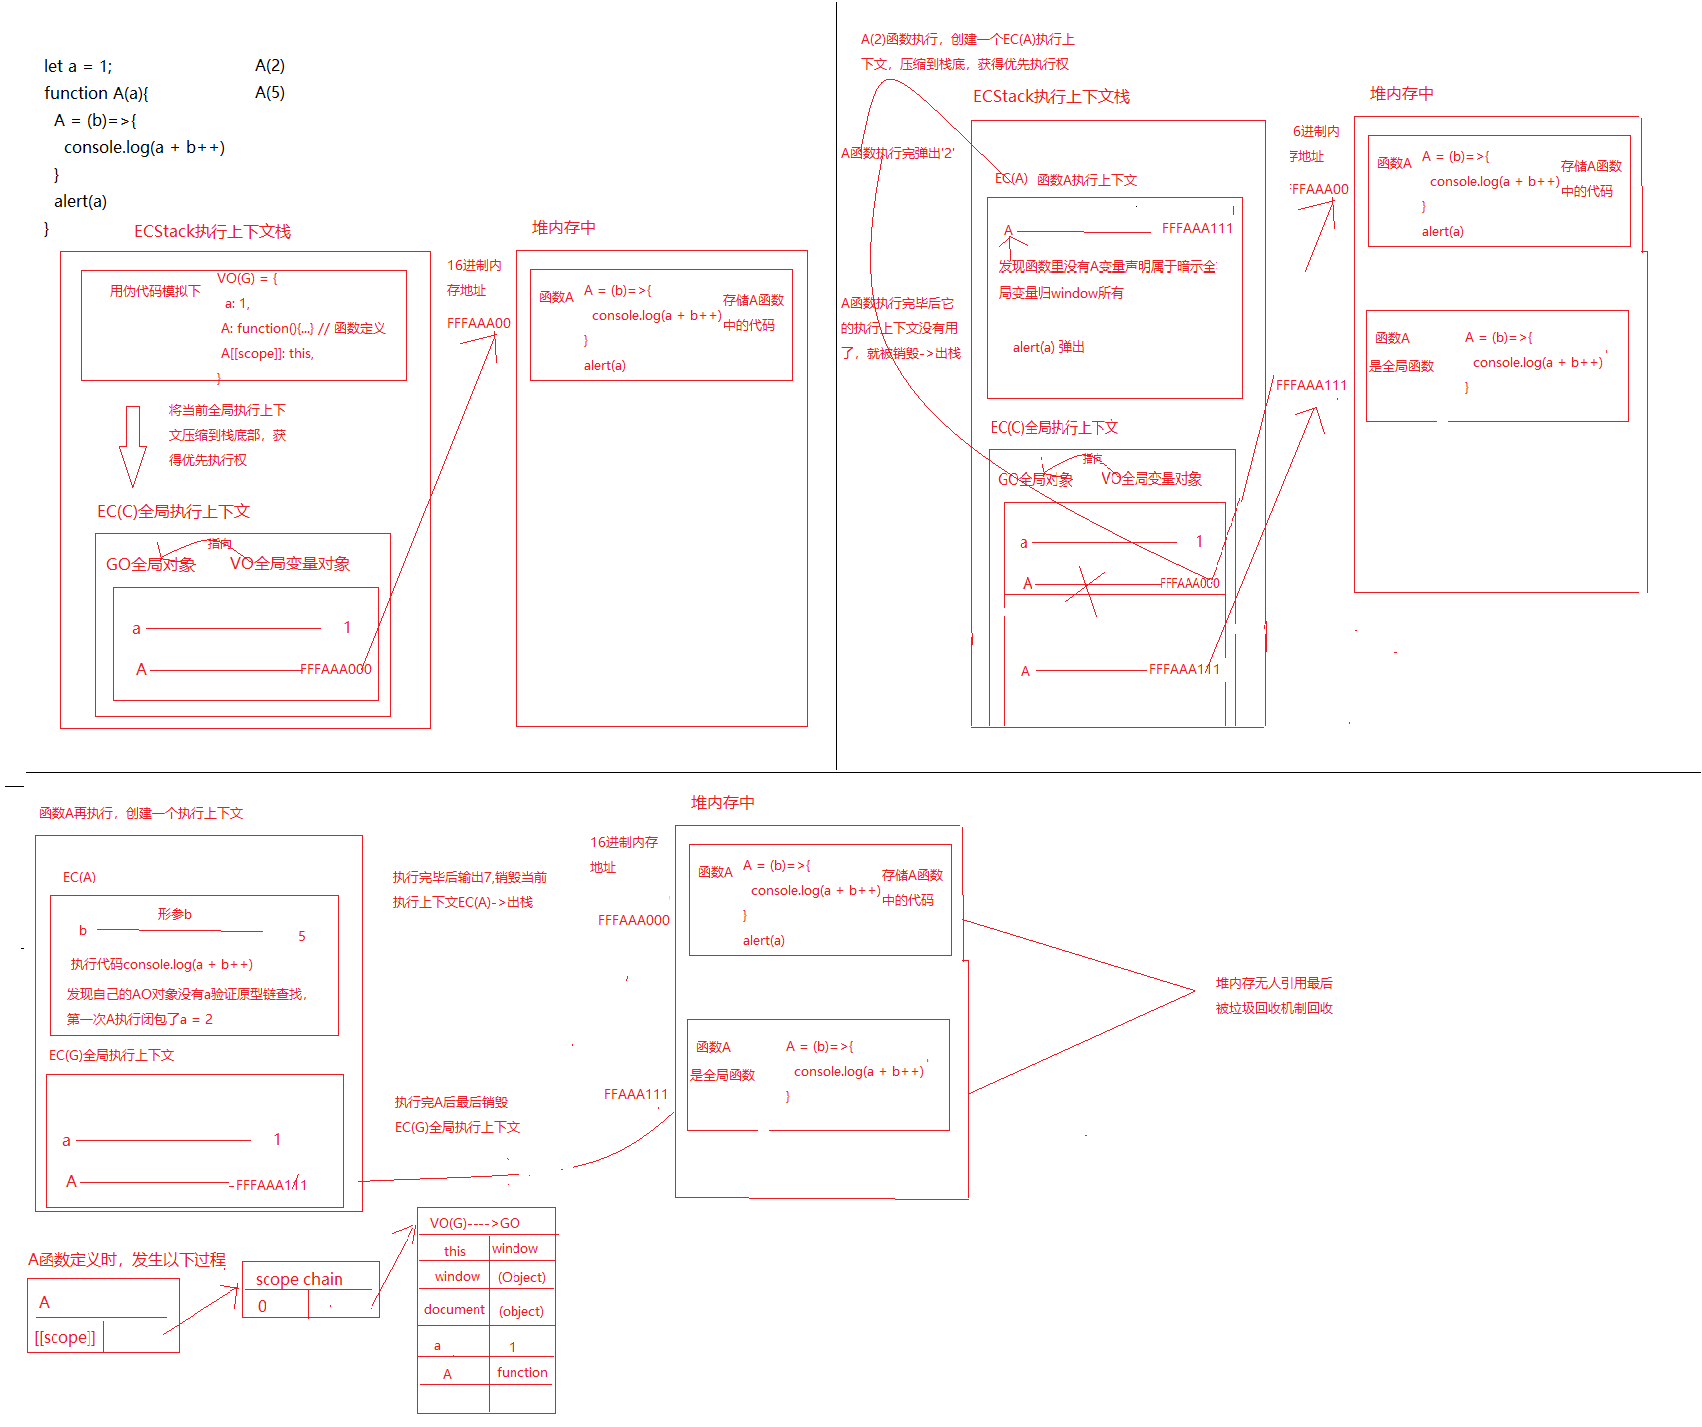 let a = 1;
function A(a){
A = (b)=>{
console.log(a + b++)
}
alert(a)
}
A(2)
A(5)
ECStack执行上下文栈
用伪代码模拟下
VO(G) = {
a: 1,
A: function(){...} // 函数定义
A[[scope]]: this,
}
将当前全局执行上下
文压缩到栈底部，获
得优先执行权
EC(C)全局执行上下文
指向
GO全局对象
VO全局变量对象
a
1
A
FFFAAA000
16进制内
存地址
FFFAAA00
堆内存中
函数A
A = (b)=>{
console.log(a + b++)
}
alert(a)
存储A函数
中的代码
A(2)函数执行，创建一个EC(A)执行上
下文，压缩到栈底，获得优先执行权
ECStack执行上下文栈
A函数执行完弹出'2'
EC(A)
函数A执行上下文
A
FFFAAA111
发现函数里没有A变量声明属于暗示全
局变量归window所有
alert(a) 弹出
A函数执行完毕后它
的执行上下文没有用
了，就被销毁->出栈
EC(C)全局执行上下文
指向
GO全局对象
VO全局变量对象
a
1
A
FFFAAA000
A
FFFAAA111
6进制内
存地址
FFFAAA00
FFFAAA111
堆内存中
函数A
A = (b)=>{
console.log(a + b++)
}
alert(a)
存储A函数
中的代码
函数A
是全局函数
A = (b)=>{
console.log(a + b++)
}
函数A再执行，创建一个执行上下文
EC(A)
形参b
b
5
执行代码console.log(a + b++)
发现自己的AO对象没有a验证原型链查找，
第一次A执行闭包了a = 2
EC(G)全局执行上下文
a
1
A
FFFAAA111
执行完毕后输出7,销毁当前
执行上下文EC(A)->出栈
执行完A后最后销毁
EC(G)全局执行上下文
16进制内存
地址
FFFAAA000
FFAAA111
堆内存中
函数A
A = (b)=>{
console.log(a + b++)
}
alert(a)
存储A函数
中的代码
函数A
是全局函数
A = (b)=>{
console.log(a + b++)
}
堆内存无人引用最后
被垃圾回收机制回收
A函数定义时，发生以下过程
A
[[scope]]
scope chain
0
VO(G)---->GO
this
window
window
(Object)
document
(object)
a
1
A
function